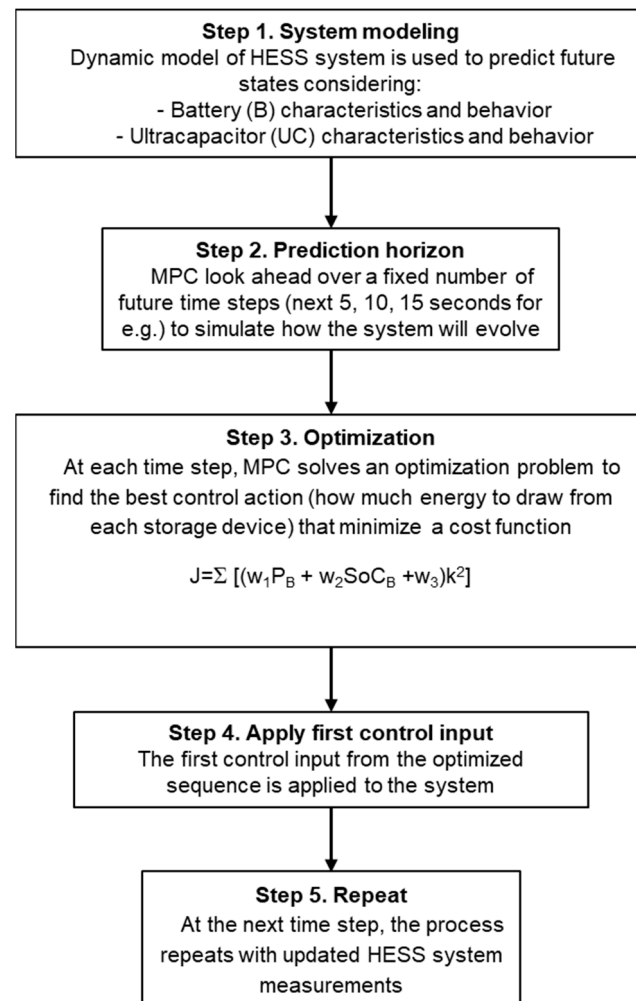 Step 1. System modeling
Dynamic model of HESS system is used to predict future
states considering:
- Battery (B) characteristics and behavior
- Ultracapacitor (UC) characteristics and behavior
Step 2. Prediction horizon
MPC look ahead over a fixed number of
future time steps (next 5, 10, 15 seconds for
e.g.) to simulate how the system will evolve
Step 3. Optimization
At each time step, MPC solves an optimization problem to
find the best control action (how much energy to draw from
each storage device) that minimize a cost function
J=Σ [(w₁P_B + w₂SoC_B +w₃)k²]
Step 4. Apply first control input
The first control input from the optimized
sequence is applied to the system
Step 5. Repeat
At the next time step, the process
repeats with updated HESS system
measurements